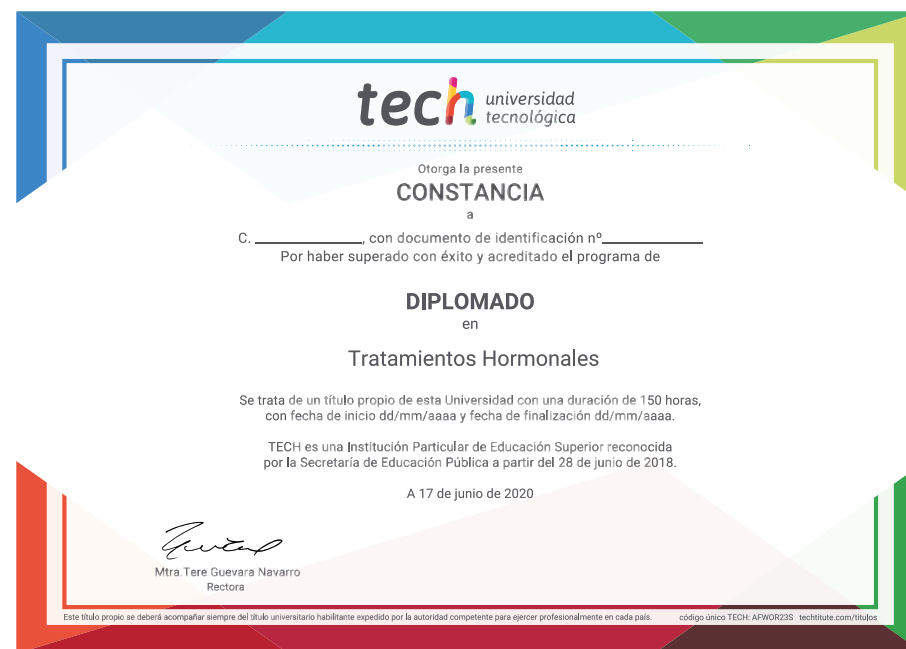 tech universidad
tecnológica
Otorga la presente
CONSTANCIA
a
C. ____________, con documento de identificación nº____________
Por haber superado con éxito y acreditado el programa de
DIPLOMADO
en
Tratamientos Hormonales
Se trata de un título propio de esta Universidad con una duración de 150 horas,
con fecha de inicio dd/mm/aaaa y fecha de finalización dd/mm/aaaa.
TECH es una Institución Particular de Educación Superior reconocida
por la Secretaría de Educación Pública a partir del 28 de junio de 2018.
A 17 de junio de 2020
Mtra.Tere Guevara Navarro
Rectora
Este título propio se deberá acompañar siempre del título universitario habilitante expedido por la autoridad competente para ejercer profesionalmente en cada país. código único TECH: AFWOR23S techtitute.com/titulos